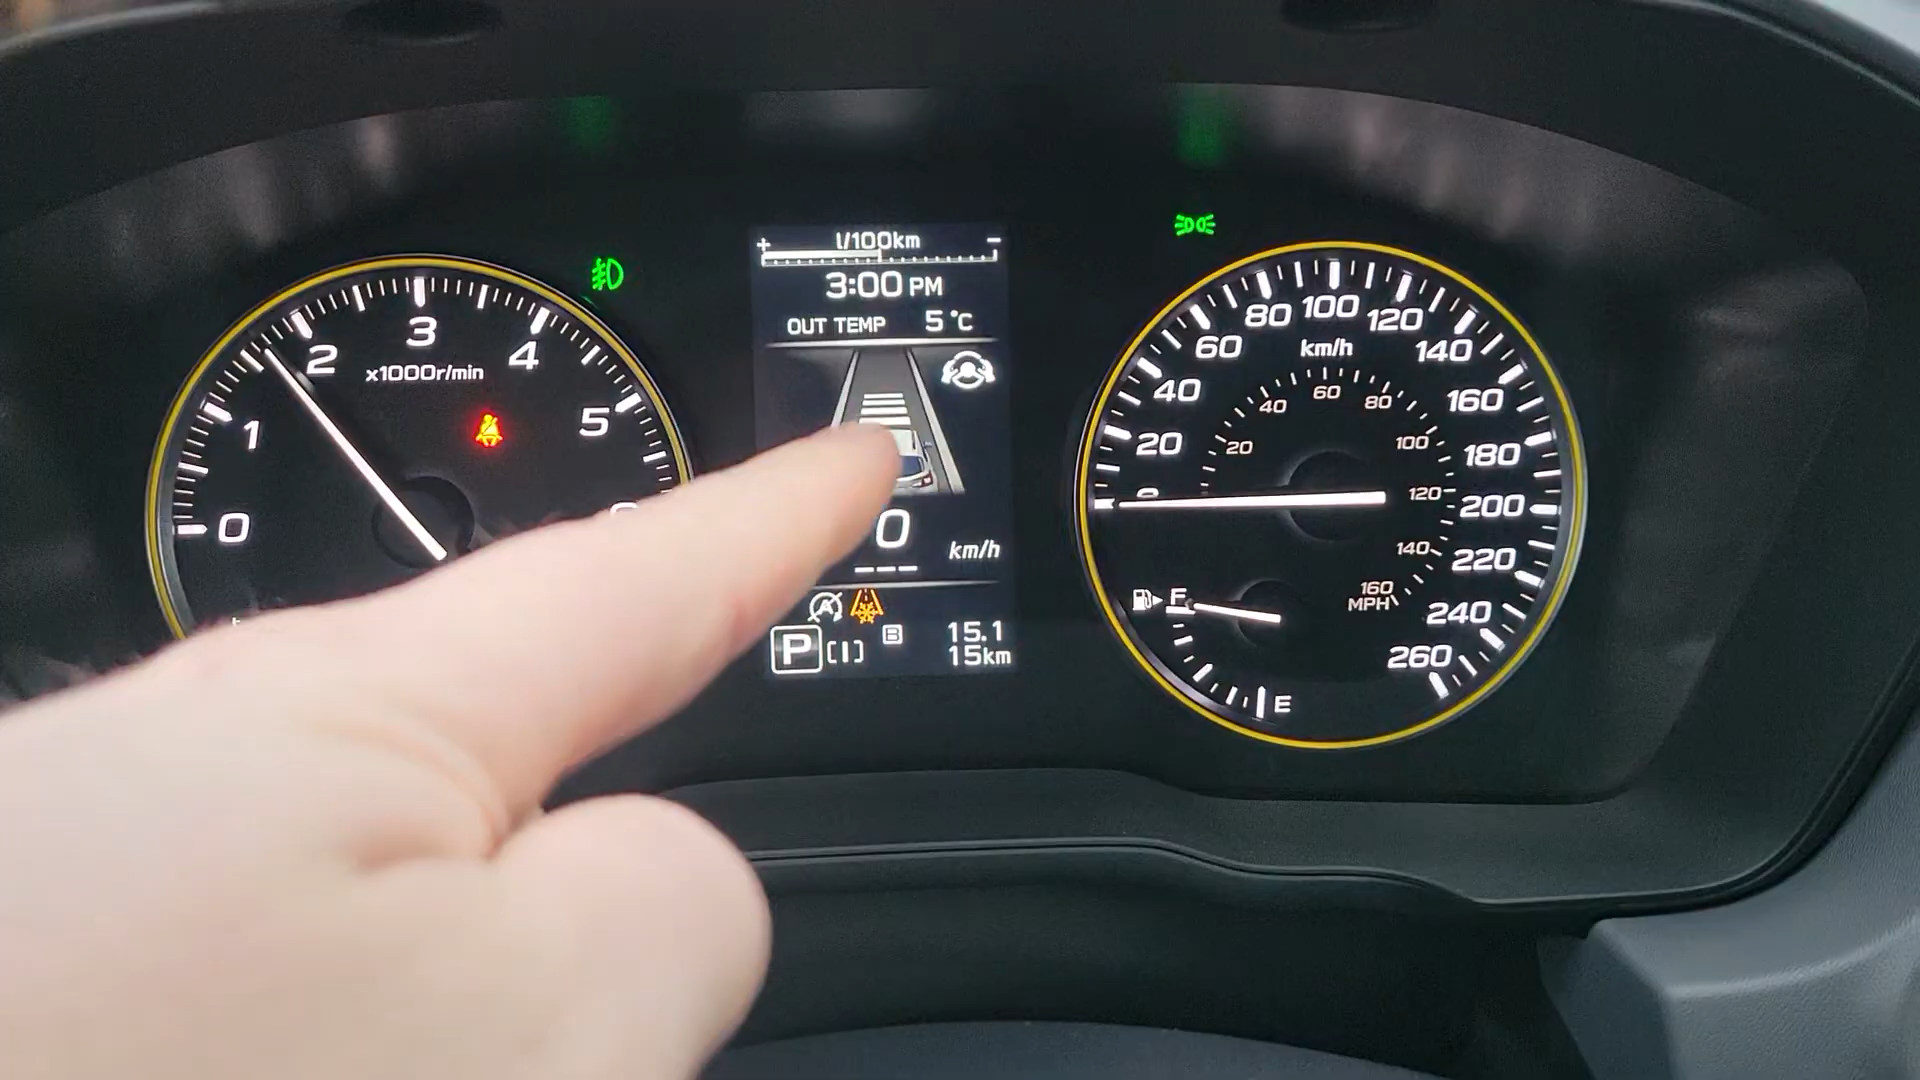 + l/100km −
3:00 PM
OUT TEMP 5°C
0
km/h
---
P [I] B
15.1
15km
0
1
2
3
4
5
x1000r/min
0
20
40
60
80
100
120
140
160
180
200
220
240
260
km/h
20
40
60
80
100
120
140
160
MPH
F
E